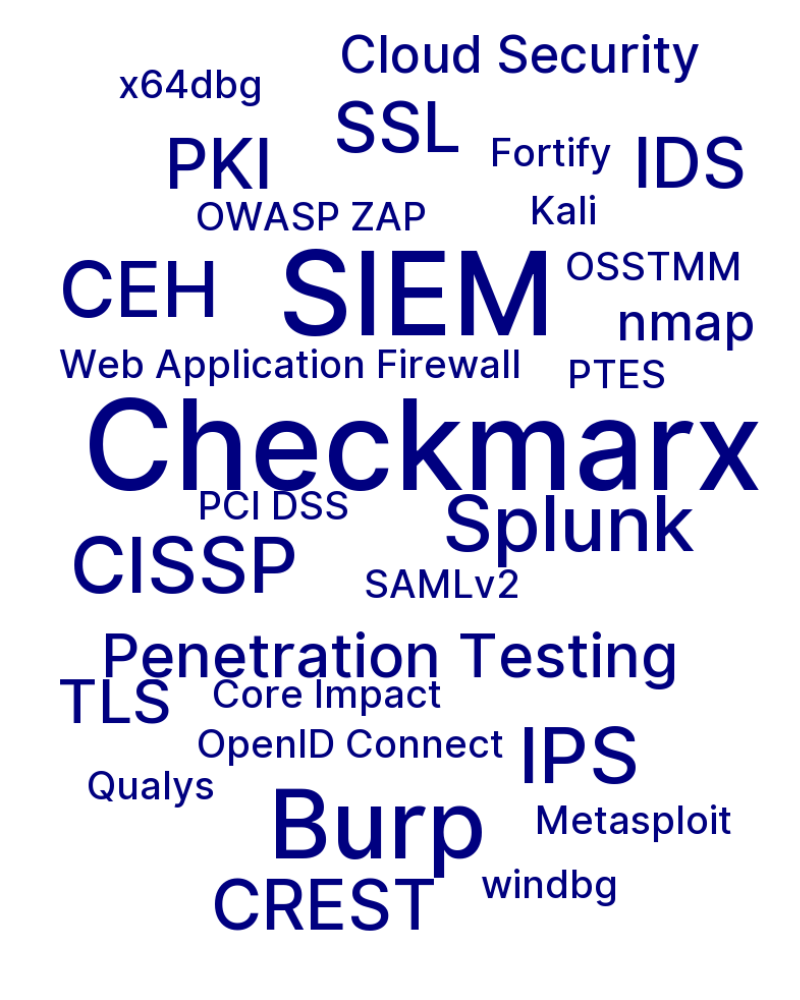 Cloud Security
x64dbg
SSL
PKI
Fortify
IDS
OWASP ZAP
Kali
CEH
SIEM
OSSTMM
nmap
Web Application Firewall
PTES
Checkmarx
PCI DSS
Splunk
CISSP
SAMLv2
Penetration Testing
TLS
Core Impact
OpenID Connect
IPS
Qualys
Burp
Metasploit
CREST
windbg